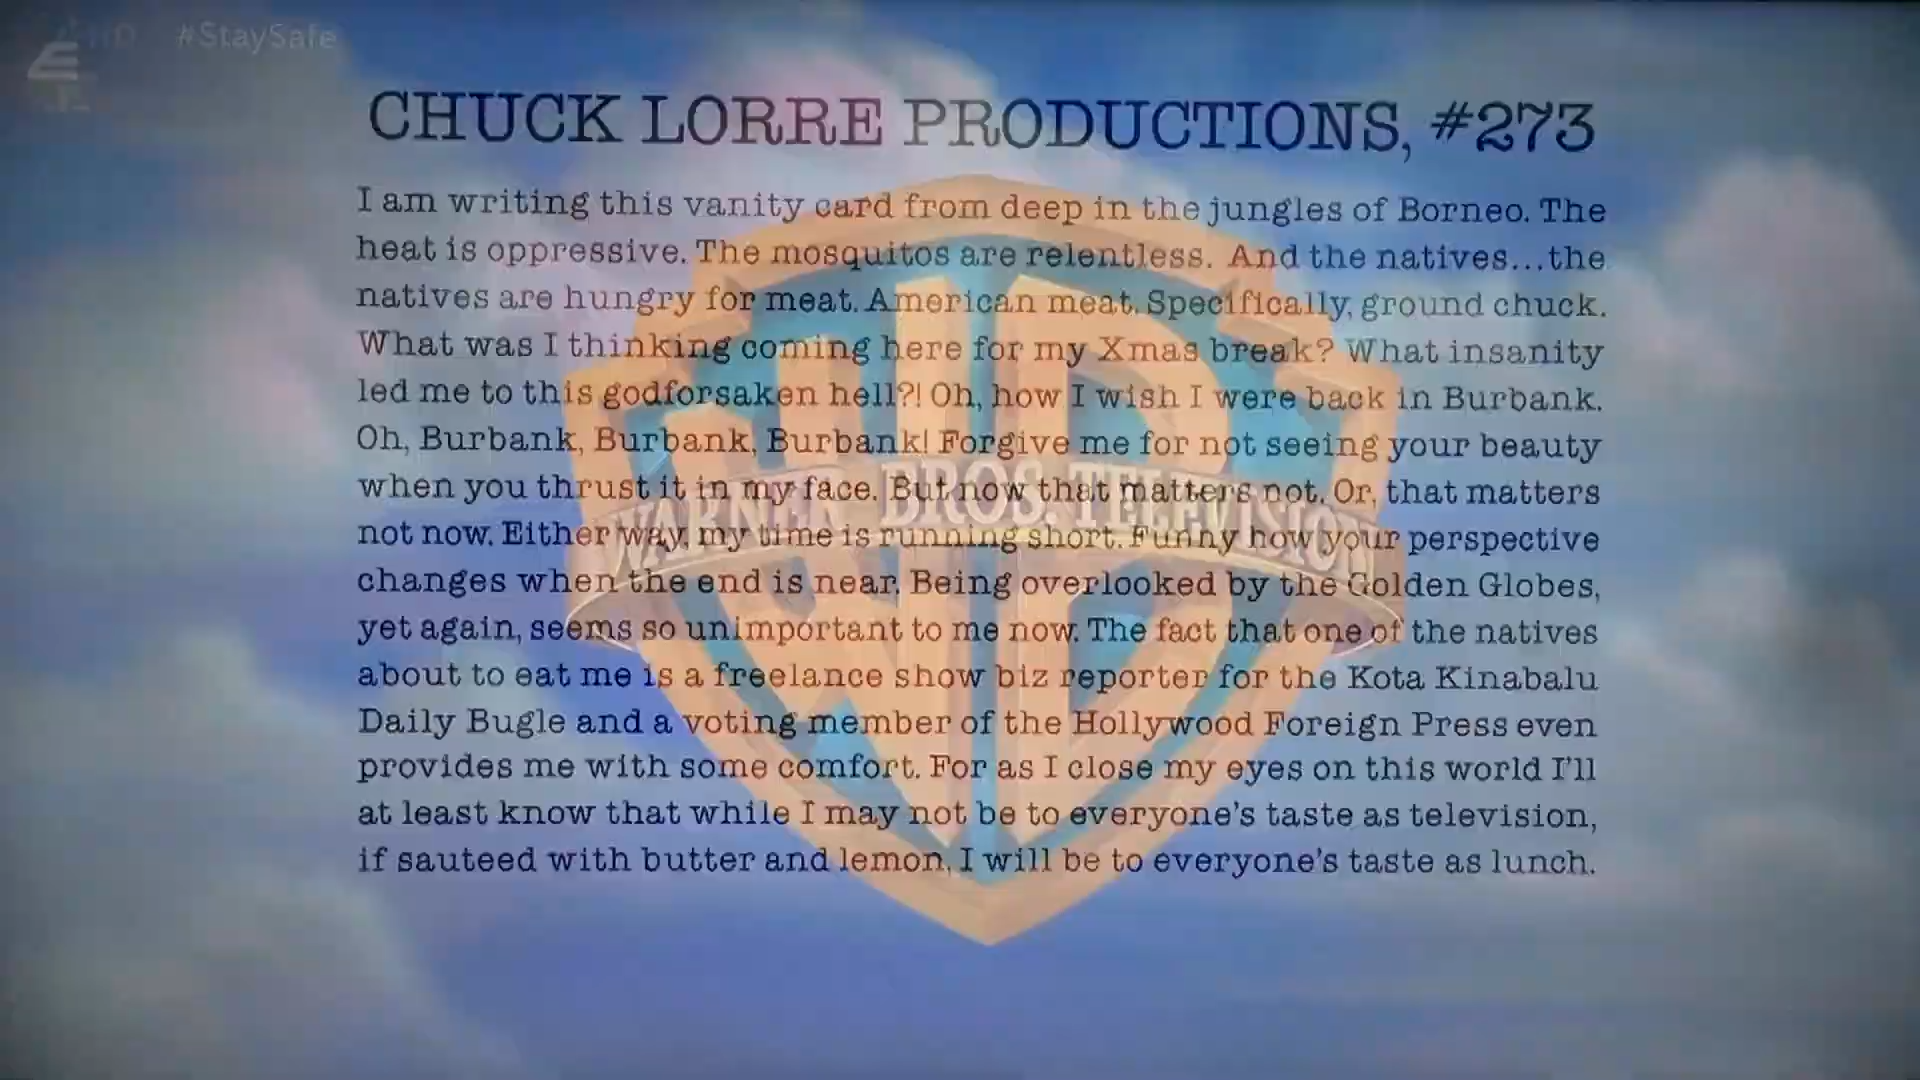 HD #StaySafe
CHUCK LORRE PRODUCTIONS, #273
I am writing this vanity card from deep in the jungles of Borneo. The
heat is oppressive. The mosquitos are relentless. And the natives...the
natives are hungry for meat. American meat. Specifically, ground chuck.
What was I thinking coming here for my Xmas break? What insanity
led me to this godforsaken hell?! Oh, how I wish I were back in Burbank.
Oh, Burbank, Burbank, Burbank! Forgive me for not seeing your beauty
when you thrust it in my face. But now that matters not. Or, that matters
not now. Either way, my time is running short. Funny how your perspective
changes when the end is near. Being overlooked by the Golden Globes,
yet again, seems so unimportant to me now. The fact that one of the natives
about to eat me is a freelance show biz reporter for the Kota Kinabalu
Daily Bugle and a voting member of the Hollywood Foreign Press even
provides me with some comfort. For as I close my eyes on this world I'll
at least know that while I may not be to everyone's taste as television,
if sauteed with butter and lemon, I will be to everyone's taste as lunch.
WB
WARNER BROS. TELEVISION